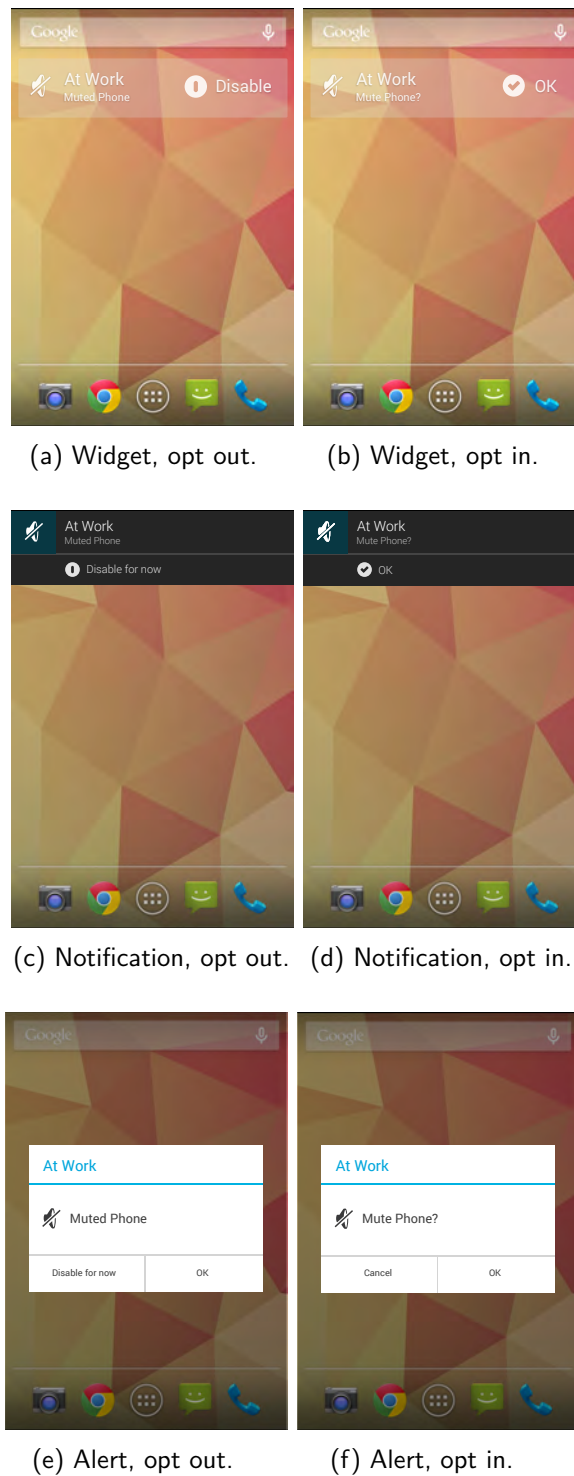 Google Google
At Work Disable At Work OK
Muted Phone Mute Phone?
(a) Widget, opt out. (b) Widget, opt in.
At Work At Work
Muted Phone Mute Phone?
Disable for now OK
(c) Notification, opt out. (d) Notification, opt in.
Google Google
At Work At Work
Muted Phone Mute Phone?
Disable for now OK Cancel OK
(e) Alert, opt out. (f) Alert, opt in.